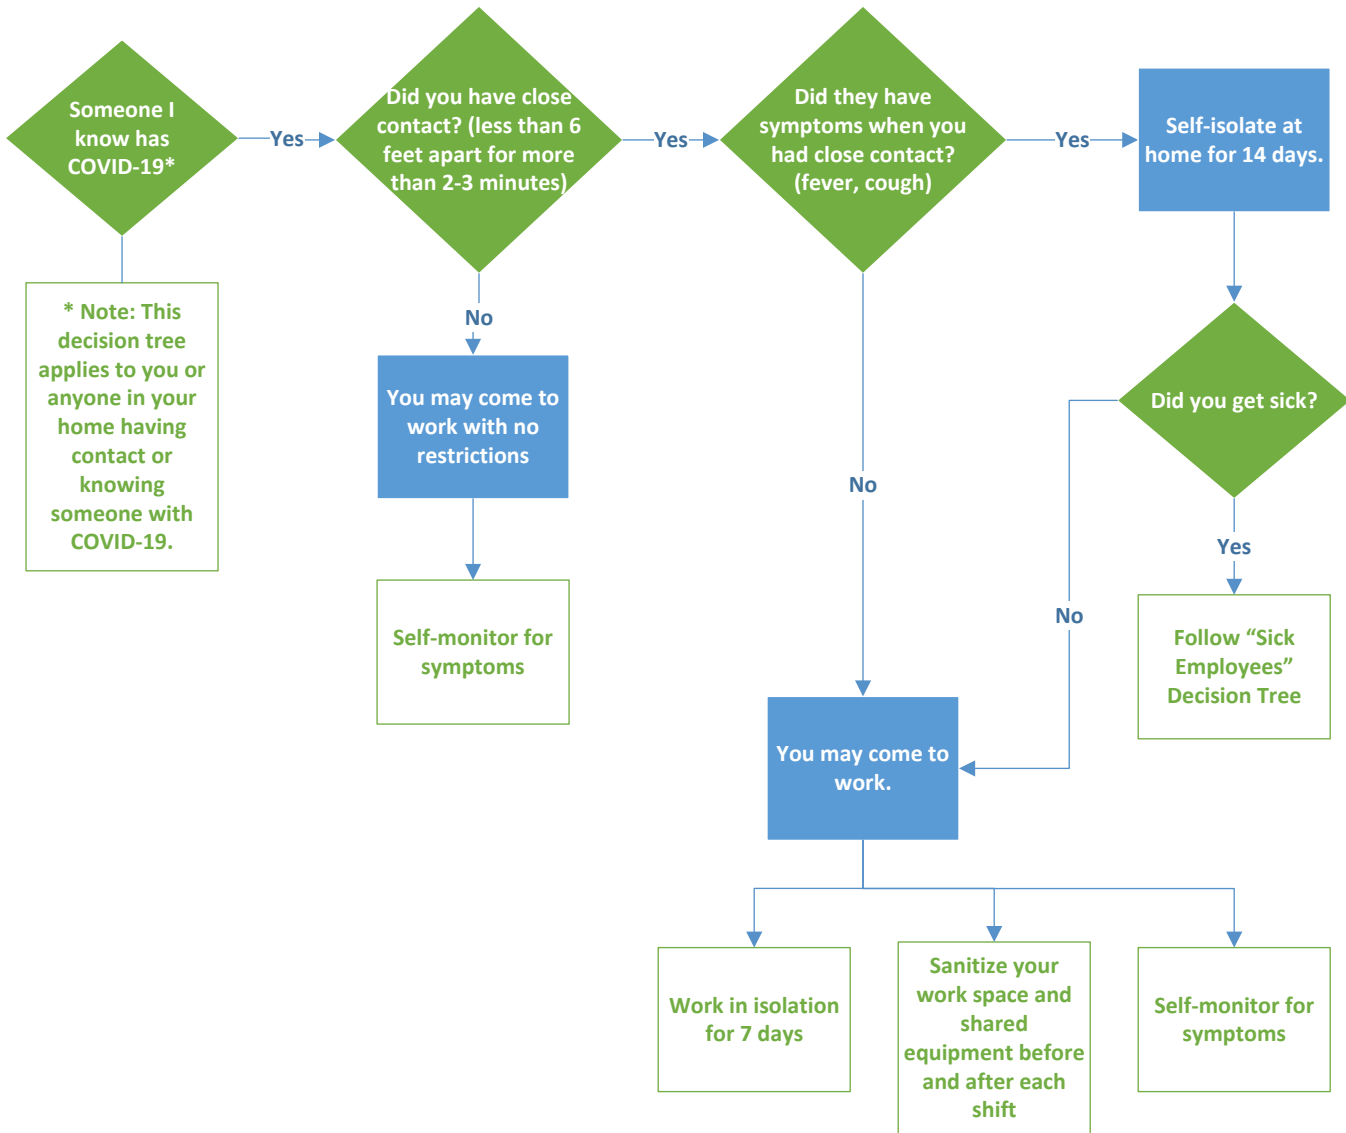 Someone I
know has
COVID-19*
Yes
Did you have close
contact? (less than 6
feet apart for more
than 2-3 minutes)
Yes
Did they have
symptoms when you
had close contact?
(fever, cough)
Yes
Self-isolate at
home for 14 days.
* Note: This
decision tree
applies to you or
anyone in your
home having
contact or
knowing
someone with
COVID-19.
No
You may come to
work with no
restrictions
Self-monitor for
symptoms
No
Did you get sick?
Yes
No
Follow “Sick
Employees”
Decision Tree
You may come to
work.
Work in isolation
for 7 days
Sanitize your
work space and
shared
equipment before
and after each
shift
Self-monitor for
symptoms